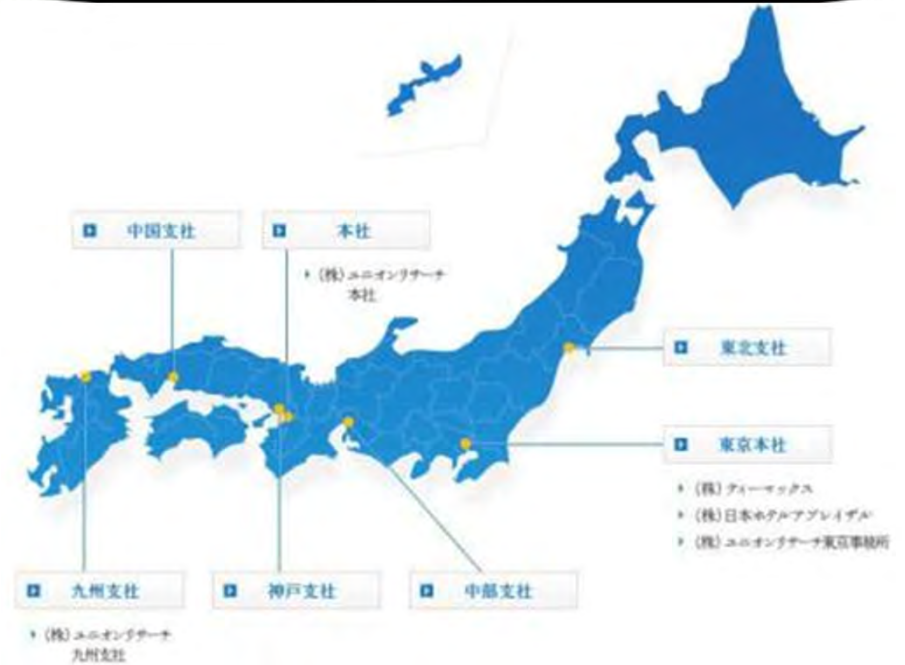 中国支社
本社
(株)ユニオンリサーチ
本社
東北支社
東京本社
(株)ティーマックス
(株)日本ホテルアプレイザル
(株)ユニオンリサーチ東京事務所
九州支社
神戸支社
中部支社
(株)ユニオンリサーチ
九州支社